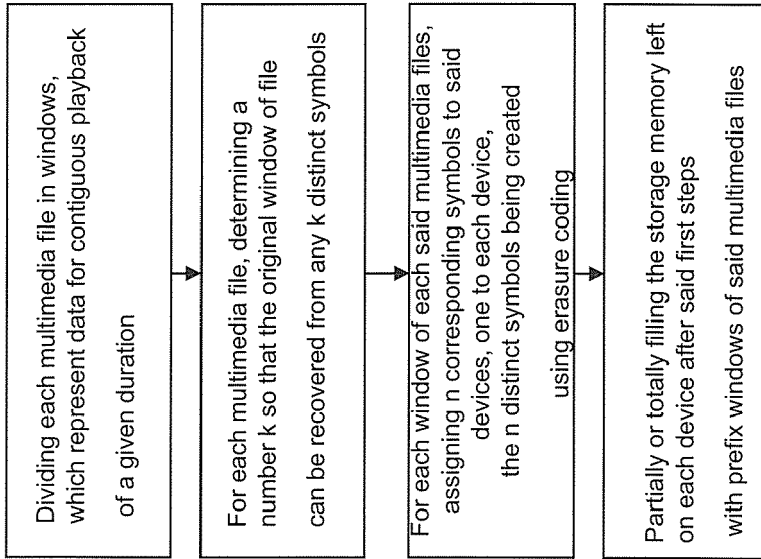 Dividing each multimedia file in windows,
which represent data for contiguous playback
of a given duration
For each multimedia file, determining a
number k so that the original window of file
can be recovered from any k distinct symbols
For each window of each said multimedia files,
assigning n corresponding symbols to said
devices, one to each device,
the n distinct symbols being created
using erasure coding
Partially or totally filling the storage memory left
on each device after said first steps
with prefix windows of said multimedia files